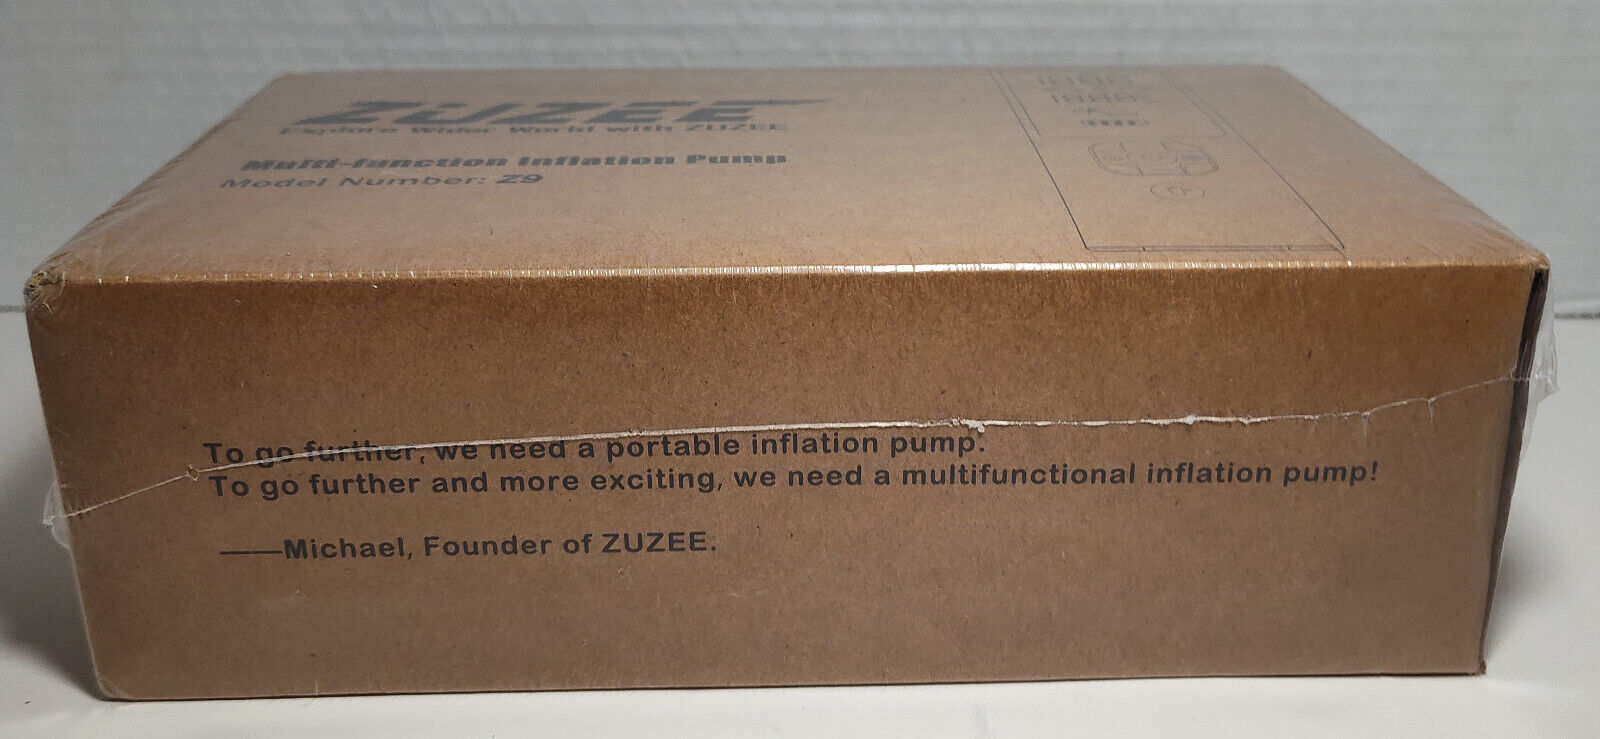 ZUZEE
Explore Wider World with ZUZEE
Multi-function Inflation Pump
Model Number: Z9
To go further, we need a portable inflation pump.
To go further and more exciting, we need a multifunctional inflation pump!
——Michael, Founder of ZUZEE.